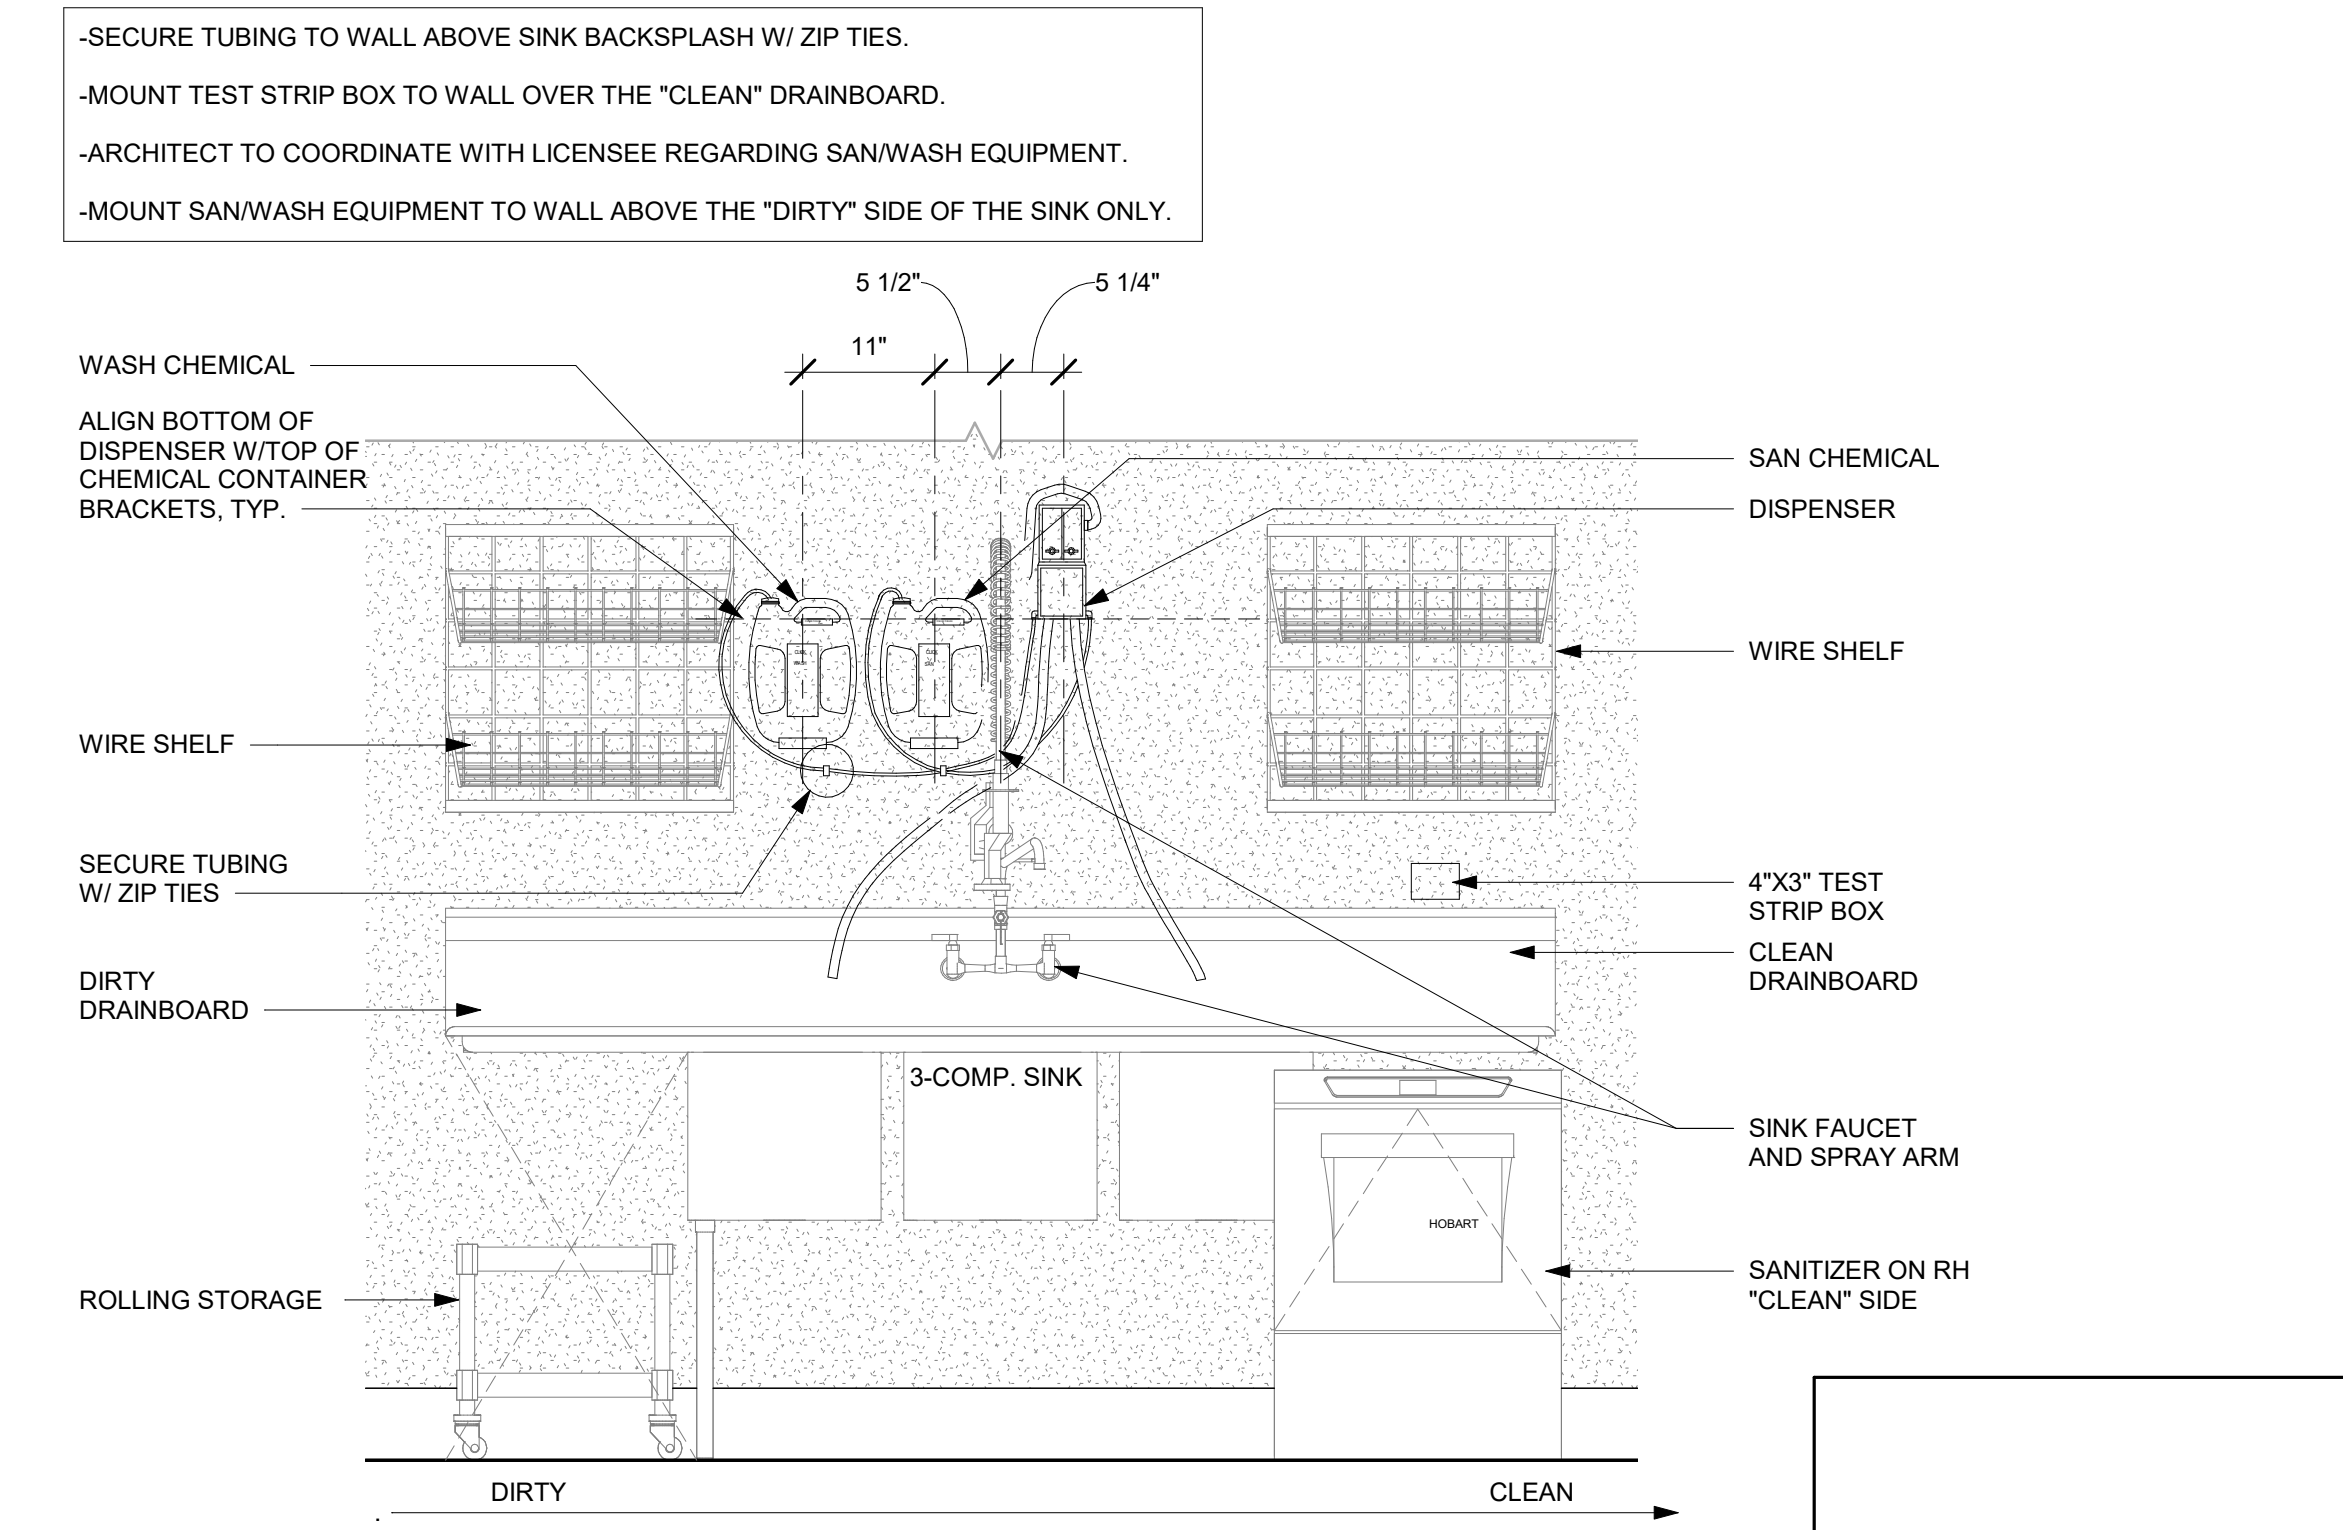 -SECURE TUBING TO WALL ABOVE SINK BACKSPLASH W/ ZIP TIES.
-MOUNT TEST STRIP BOX TO WALL OVER THE "CLEAN" DRAINBOARD.
-ARCHITECT TO COORDINATE WITH LICENSEE REGARDING SAN/WASH EQUIPMENT.
-MOUNT SAN/WASH EQUIPMENT TO WALL ABOVE THE "DIRTY" SIDE OF THE SINK ONLY.
5 1/2"
5 1/4"
11"
WASH CHEMICAL
ALIGN BOTTOM OF
DISPENSER W/TOP OF
CHEMICAL CONTAINER
BRACKETS, TYP.
WIRE SHELF
SECURE TUBING
W/ ZIP TIES
DIRTY
DRAINBOARD
ROLLING STORAGE
WASH
SAN
3-COMP. SINK
HOBART
SAN CHEMICAL
DISPENSER
WIRE SHELF
4"X3" TEST
STRIP BOX
CLEAN
DRAINBOARD
SINK FAUCET
AND SPRAY ARM
SANITIZER ON RH
"CLEAN" SIDE
DIRTY
CLEAN
.